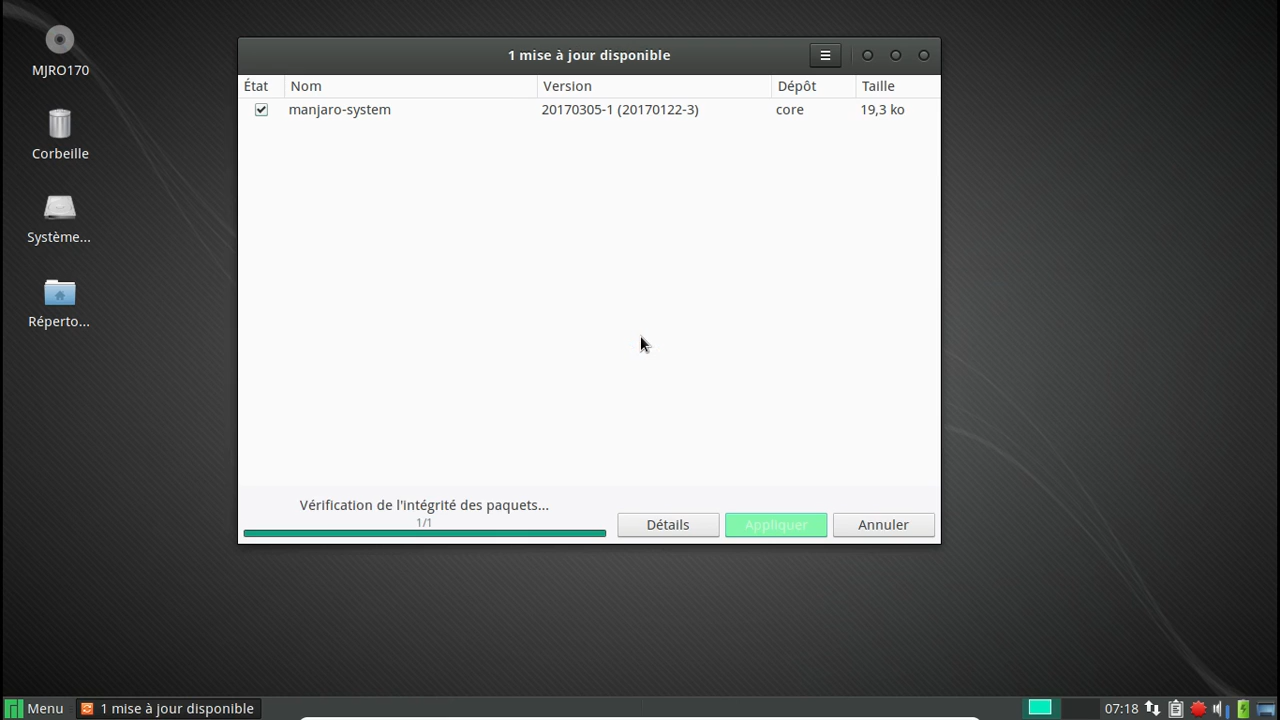 MJRO170
Corbeille
Système...
Réperto...
1 mise à jour disponible
État Nom Version Dépôt Taille
manjaro-system 20170305-1 (20170122-3) core 19,3 ko
Vérification de l'intégrité des paquets...
1/1
Détails Appliquer Annuler
Menu 1 mise à jour disponible 07:18